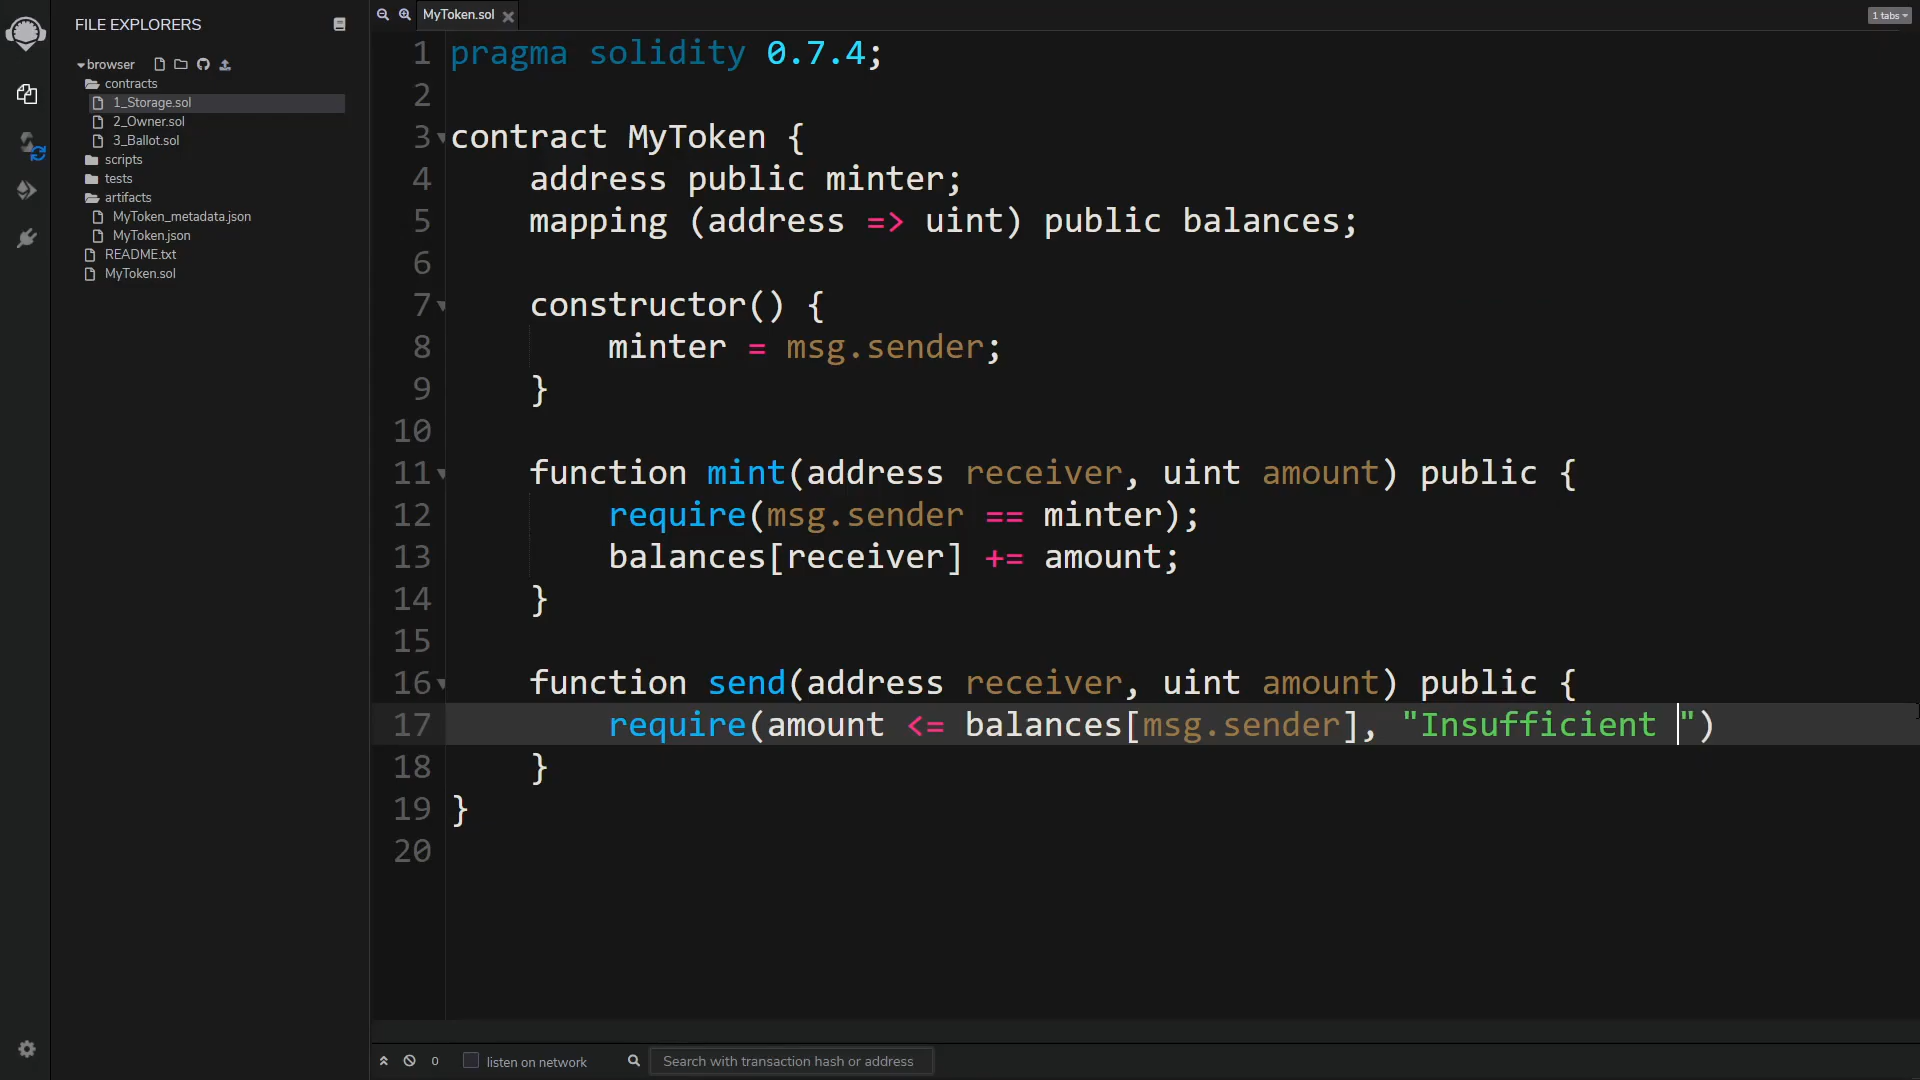 FILE EXPLORERS
browser
contracts
1_Storage.sol
2_Owner.sol
3_Ballot.sol
scripts
tests
artifacts
MyToken_metadata.json
MyToken.json
README.txt
MyToken.sol
MyToken.sol
1 tabs
1 pragma solidity 0.7.4;
2
3 contract MyToken {
4 address public minter;
5 mapping (address => uint) public balances;
6
7 constructor() {
8 minter = msg.sender;
9 }
10
11 function mint(address receiver, uint amount) public {
12 require(msg.sender == minter);
13 balances[receiver] += amount;
14 }
15
16 function send(address receiver, uint amount) public {
17 require(amount <= balances[msg.sender], "Insufficient ")
18 }
19 }
20
0 listen on network Search with transaction hash or address